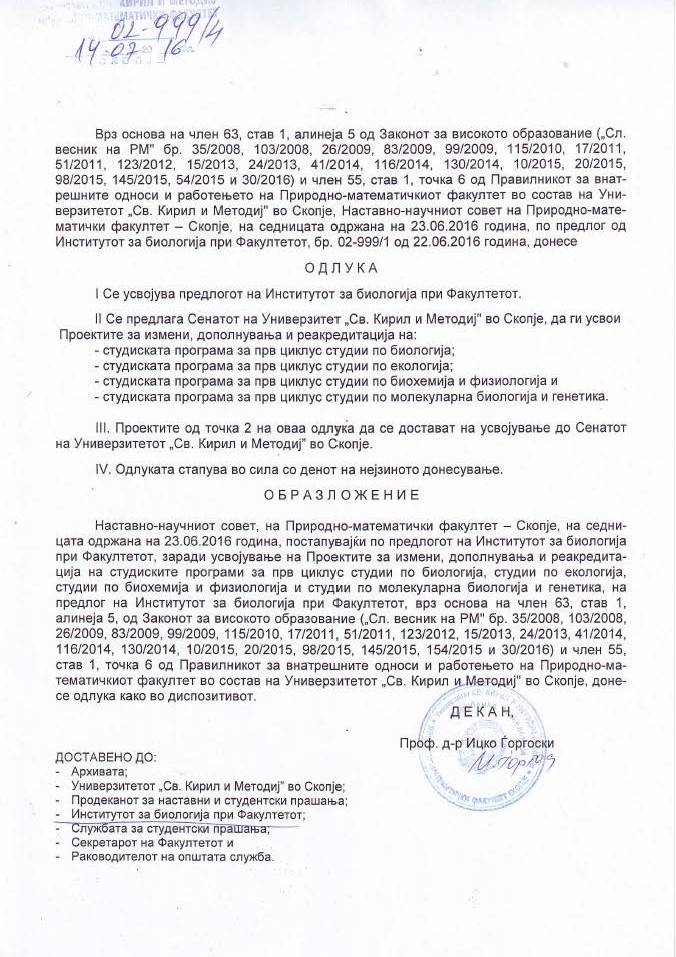 КИРИЛ И МЕТОДИЈ
МАТЕМАТИЧКИ ФАКУЛТЕТ
02-999/4
14.07 2016
СКОПЈЕ
Врз основа на член 63, став 1, алинеја 5 од Законот за високото образование („Сл.
весник на РМ" бр. 35/2008, 103/2008, 26/2009, 83/2009, 99/2009, 115/2010, 17/2011,
51/2011, 123/2012, 15/2013, 24/2013, 41/2014, 116/2014, 130/2014, 10/2015, 20/2015,
98/2015, 145/2015, 54/2015 и 30/2016) и член 55, став 1, точка 6 од Правилникот за внат-
решните односи и работењето на Природно-математичкиот факултет во состав на Уни-
верзитетот „Св. Кирил и Методиј" во Скопје, Наставно-научниот совет на Природно-мате-
матички факултет – Скопје, на седницата одржана на 23.06.2016 година, по предлог од
Институтот за биологија при Факултетот, бр. 02-999/1 од 22.06.2016 година, донесе
О Д Л У К А
I Се усвојува предлогот на Институтот за биологија при Факултетот.
II Се предлага Сенатот на Универзитет „Св. Кирил и Методиј" во Скопје, да ги усвои
Проектите за измени, дополнувања и реакредитација на:
- студиската програма за прв циклус студии по биологија;
- студиската програма за прв циклус студии по екологија;
- студиската програма за прв циклус студии по биохемија и физиологија и
- студиската програма за прв циклус студии по молекуларна биологија и генетика.
III. Проектите од точка 2 на оваа одлука да се достават на усвојување до Сенатот
на Универзитетот „Св. Кирил и Методиј" во Скопје.
IV. Одлуката стапува во сила со денот на нејзиното донесување.
О Б Р А З Л О Ж Е Н И Е
Наставно-научниот совет, на Природно-математички факултет – Скопје, на седни-
цата одржана на 23.06.2016 година, постапувајќи по предлогот на Институтот за биологија
при Факултетот, заради усвојување на Проектите за измени, дополнувања и реакредита-
ција на студиските програми за прв циклус студии по биологија, студии по екологија,
студии по биохемија и физиологија и студии по молекуларна биологија и генетика, на
предлог на Институтот за биологија при Факултетот, врз основа на член 63, став 1,
алинеја 5, од Законот за високото образование („Сл. весник на РМ" бр. 35/2008, 103/2008,
26/2009, 83/2009, 99/2009, 115/2010, 17/2011, 51/2011, 123/2012, 15/2013, 24/2013, 41/2014,
116/2014, 130/2014, 10/2015, 20/2015, 98/2015, 145/2015, 154/2015 и 30/2016) и член 55,
став 1, точка 6 од Правилникот за внатрешните односи и работењето на Природно-ма-
тематичкиот факултет во состав на Универзитетот „Св. Кирил и Методиј" во Скопје, доне-
се одлука како во диспозитивот.
Д Е К А Н,
Проф. д-р Ицко Ѓоргоски
ДОСТАВЕНО ДО:
- Архивата;
- Универзитетот „Св. Кирил и Методиј" во Скопје;
- Продеканот за наставни и студентски прашања;
- Институтот за биологија при Факултетот;
- Службата за студентски прашања;
- Секретарот на Факултетот и
- Раководителот на општата служба.